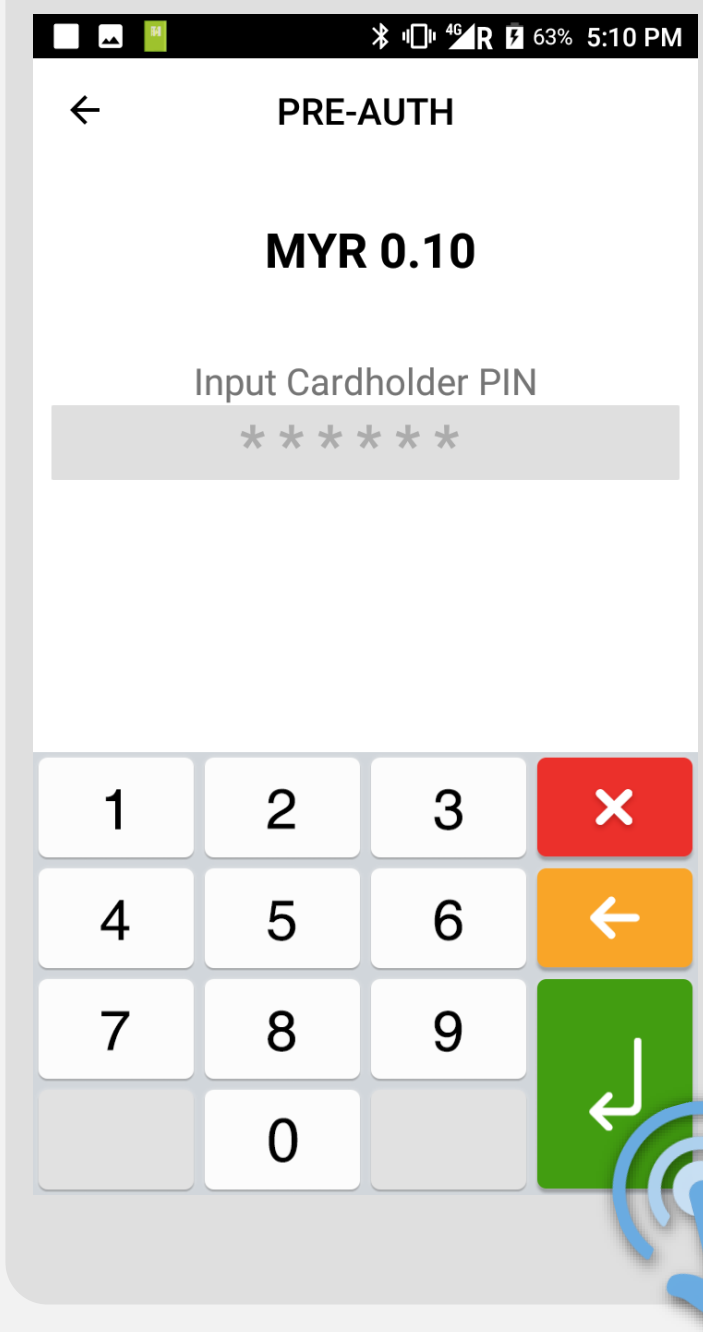 4G R 63% 5:10 PM
PRE-AUTH
MYR 0.10
Input Cardholder PIN
******
1 2 3
4 5 6
7 8 9
0